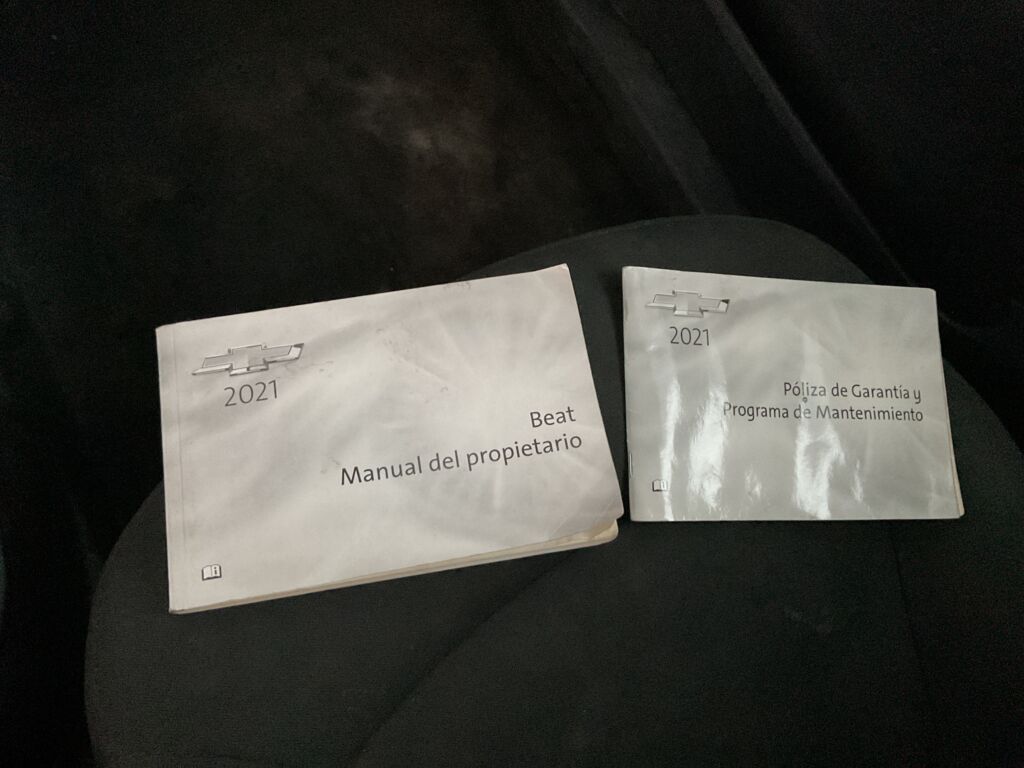 2021
Beat
Manual del propietario
2021
Póliza de Garantía y
Programa de Mantenimiento